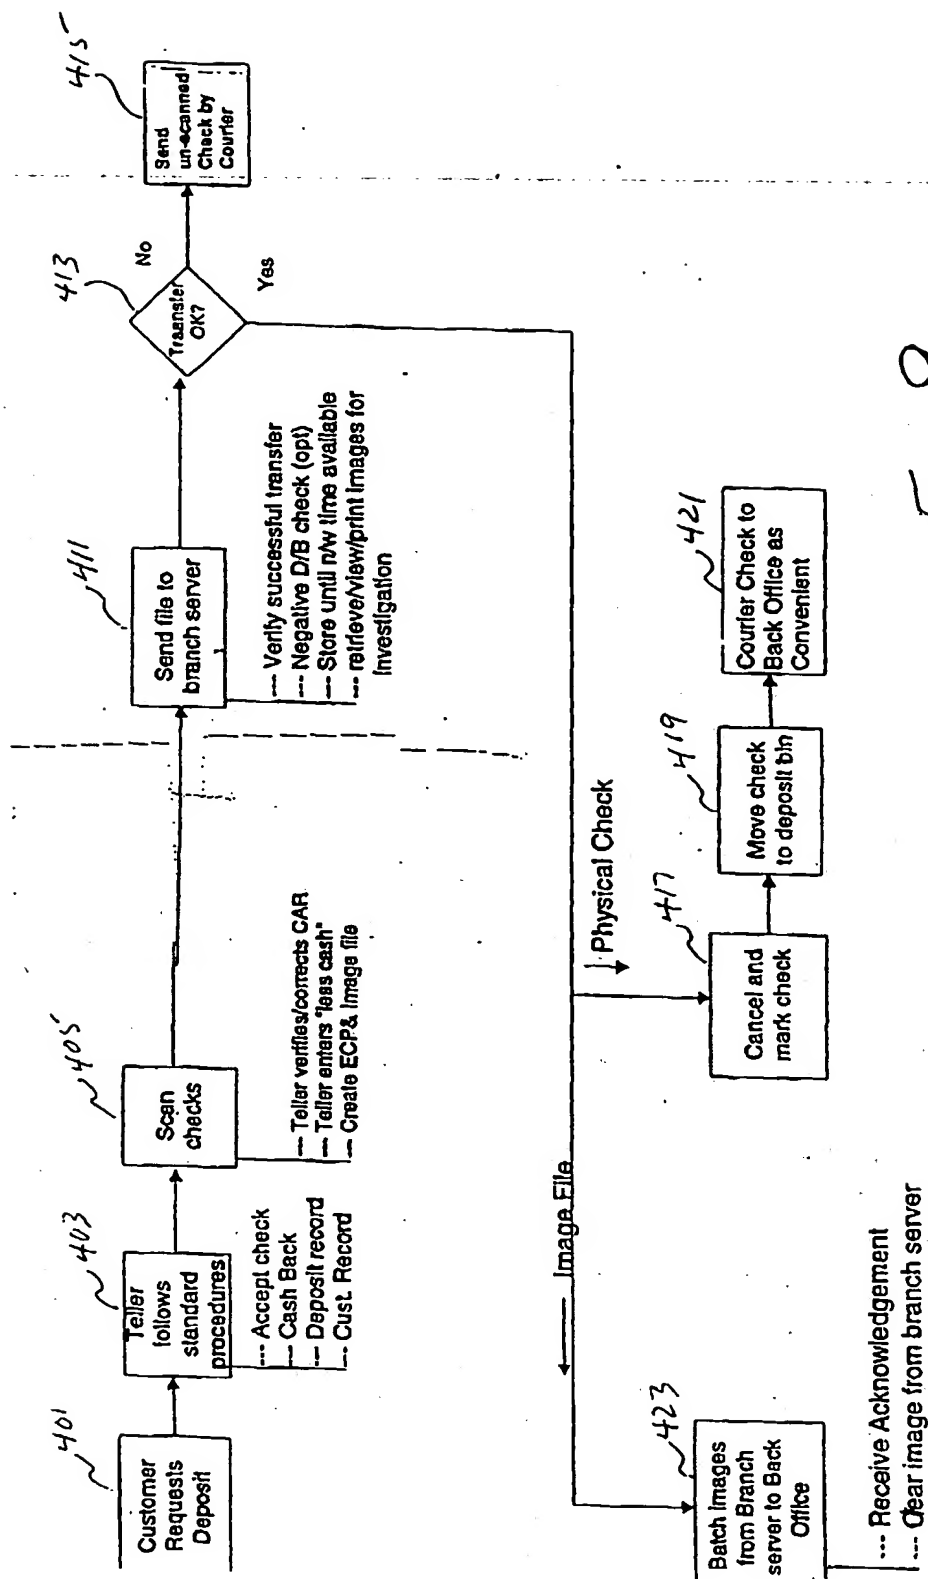 401
Customer
Requests
Deposit
403
Teller
follows
standard
procedures
--- Accept check
--- Cash Back
--- Deposit record
--- Cust. Record
405
Scan
checks
--- Teller verifies/corrects CAR
--- Teller enters "less cash"
--- Create ECP& Image file
411
Send file to
branch server
--- Verify successful transfer
--- Negative D/B check (opt)
--- Store until n/w time available
--- retrieve/view/print images for
Investigation
413
Traansfer
OK?
No
Yes
415
Send
un-scanned
Check by
Courier
Image File
Physical Check
417
Cancel and
mark check
419
Move check
to deposit bin
421
Courier Check to
Back Office as
Convenient
423
Batch Images
from Branch
server to Back
Office
--- Receive Acknowledgement
--- Clear image from branch server